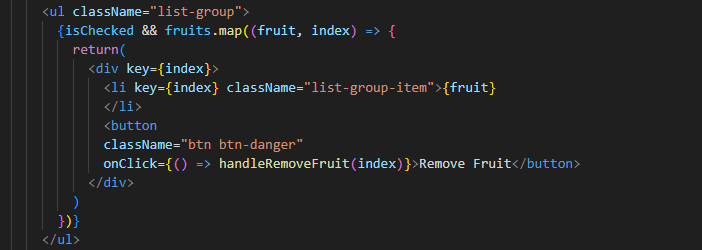 <ul className="list-group">
{isChecked && fruits.map((fruit, index) => {
return(
<div key={index}>
<li key={index} className="list-group-item">{fruit}
</li>
<button
className="btn btn-danger"
onClick={() => handleRemoveFruit(index)}>Remove Fruit</button>
</div>
)
})}
</ul>